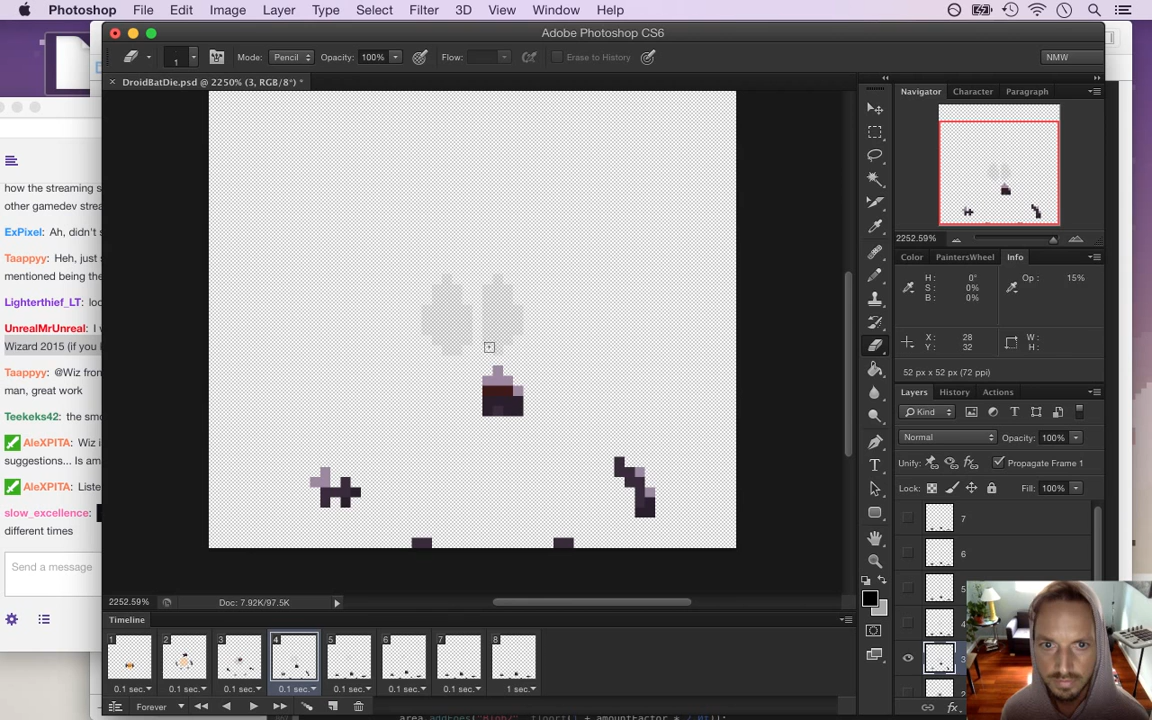 Photoshop File Edit Image Layer Type Select Filter 3D View Window Help
Adobe Photoshop CS6
1 Mode: Pencil Opacity: 100% Flow: Erase to History NMW
DroidBatDie.psd @ 2250% (3, RGB/8*) *
Navigator Character Paragraph
how the streaming s
other gamedev strea
ExPixel: Ah, didn't s
Taappyy: Heh, just s
mentioned being the
Lighterthief_LT: loo
UnrealMrUnreal: I v
Wizard 2015 (if you l
Taappyy: @Wiz fron
man, great work
Teekeks42: the smo
AleXPITA: Wiz i
suggestions... Is am
AleXPITA: Liste
slow_excellence:
different times
Send a message
2252.59%
Color PaintersWheel Info
H: 0°
S: 0%
B: 0%
Op: 15%
X: 28
Y: 32
W:
H:
52 px x 52 px (72 ppi)
Layers History Actions
Kind
Normal Opacity: 100%
Unify: Propagate Frame 1
Lock: Fill: 100%
7
6
5
4
3
2
2252.59% Doc: 7.92K/97.5K
Timeline
1 2 3 4 5 6 7 8
0.1 sec. 0.1 sec. 0.1 sec. 0.1 sec. 0.1 sec. 0.1 sec. 0.1 sec. 1 sec.
Forever
fx.